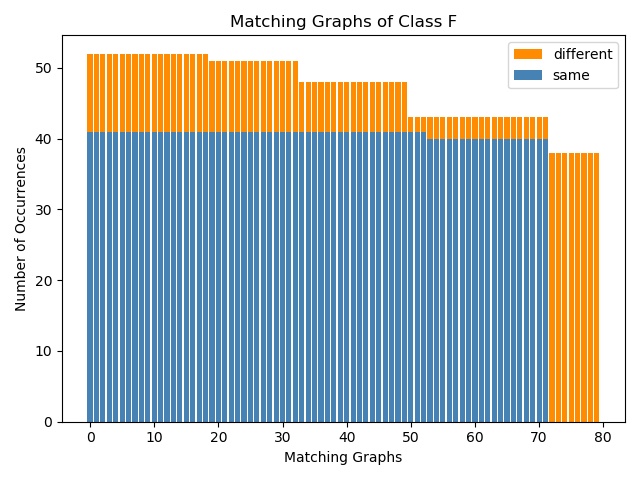 Matching Graphs of Class F
different
same
Number of Occurrences
50
40
30
20
10
0
0 10 20 30 40 50 60 70 80
Matching Graphs